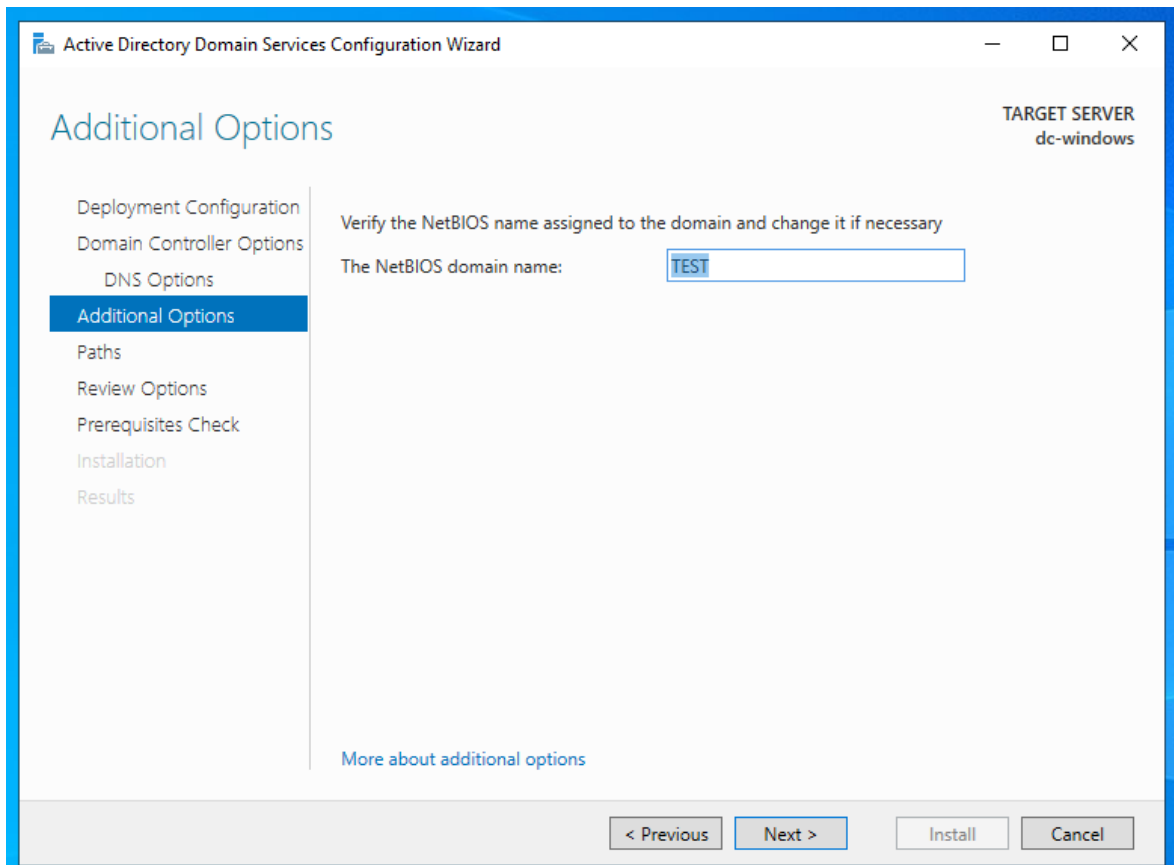 Active Directory Domain Services Configuration Wizard
Additional Options
TARGET SERVER
dc-windows
Deployment Configuration
Domain Controller Options
DNS Options
Additional Options
Paths
Review Options
Prerequisites Check
Installation
Results
Verify the NetBIOS name assigned to the domain and change it if necessary
The NetBIOS domain name: TEST
More about additional options
< Previous Next > Install Cancel